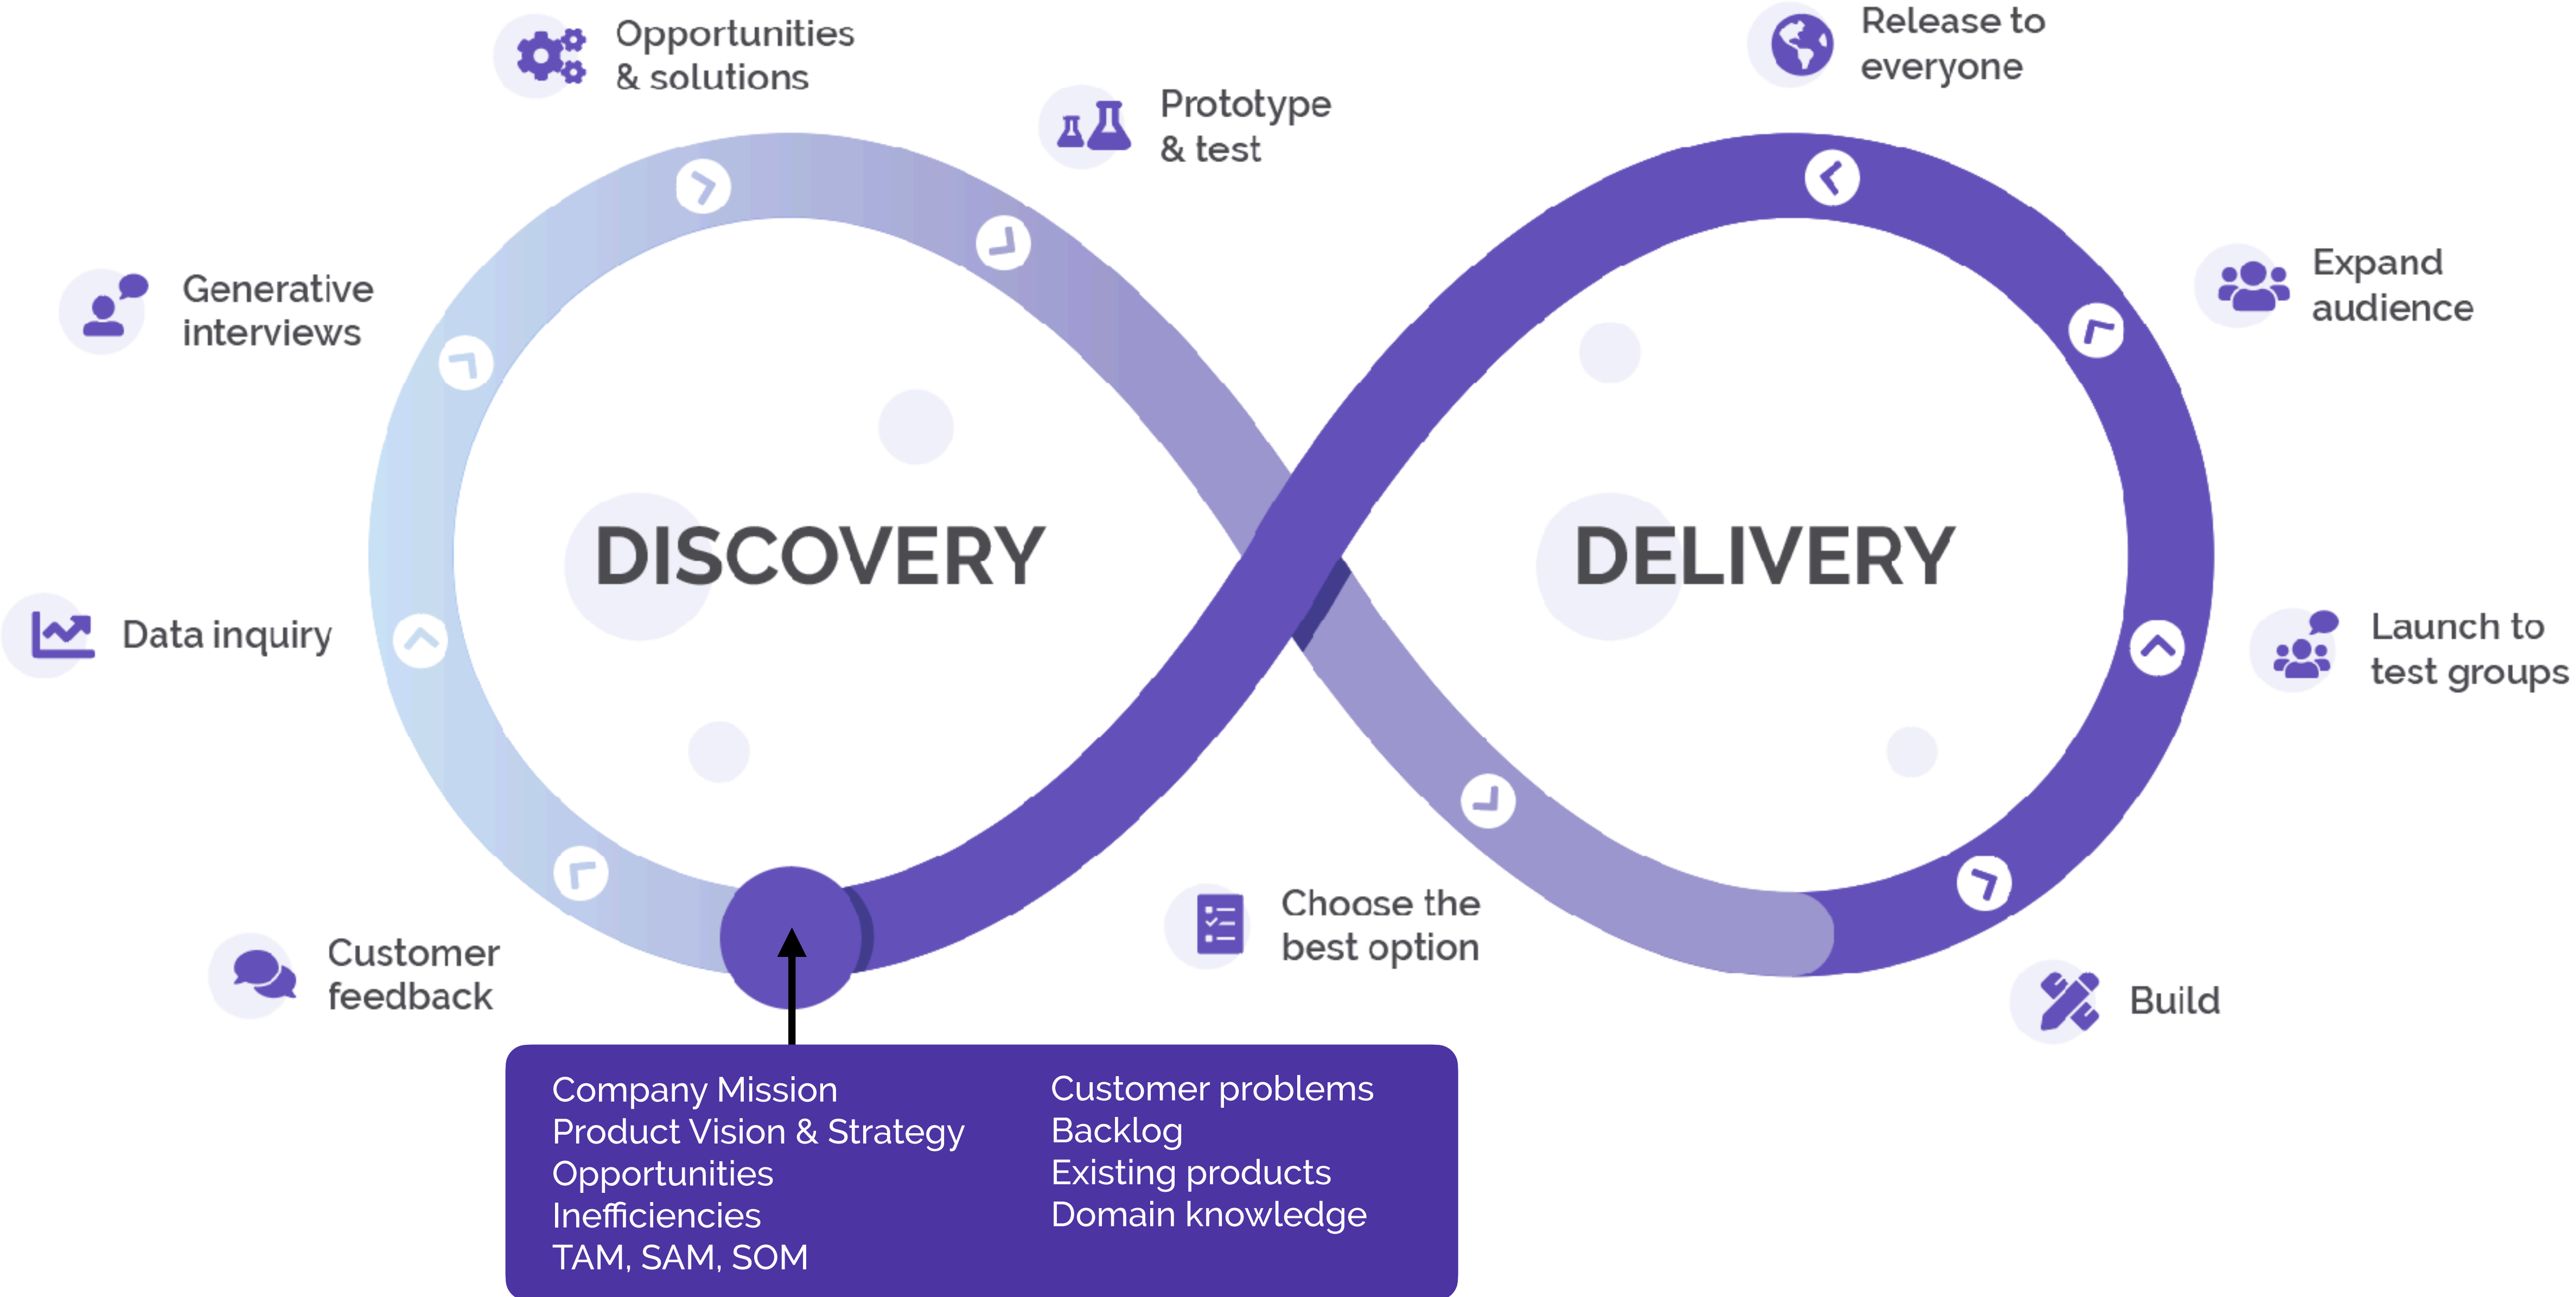 Opportunities
& solutions
Release to
everyone
Prototype
& test
Generative
interviews
Expand
audience
DISCOVERY
DELIVERY
Data inquiry
Launch to
test groups
Choose the
best option
Customer
feedback
Build
Company Mission
Product Vision & Strategy
Opportunities
Inefficiencies
TAM, SAM, SOM
Customer problems
Backlog
Existing products
Domain knowledge